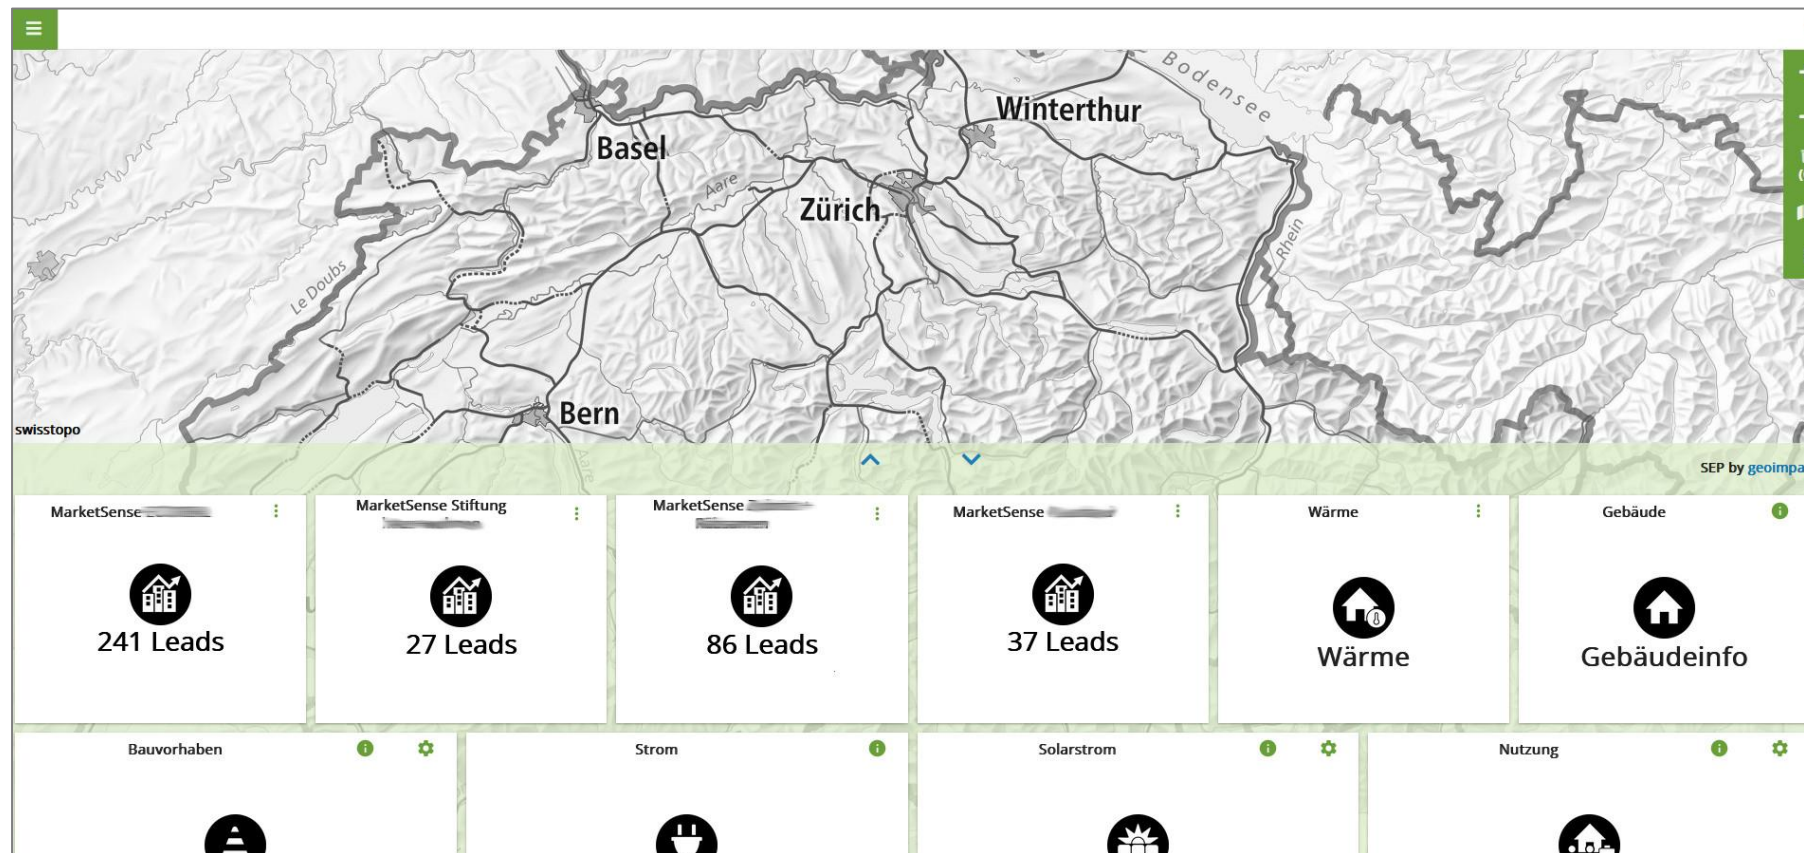 Bodensee
Winterthur
Basel
Aare
Zürich
Rhein
Le Doubs
Bern
swisstopo
Aare
SEP by
MarketSense
MarketSense Stiftung
MarketSense
MarketSense
Wärme
Gebäude
241 Leads
27 Leads
86 Leads
37 Leads
Wärme
Gebäudeinfo
Bauvorhaben
Strom
Solarstrom
Nutzung